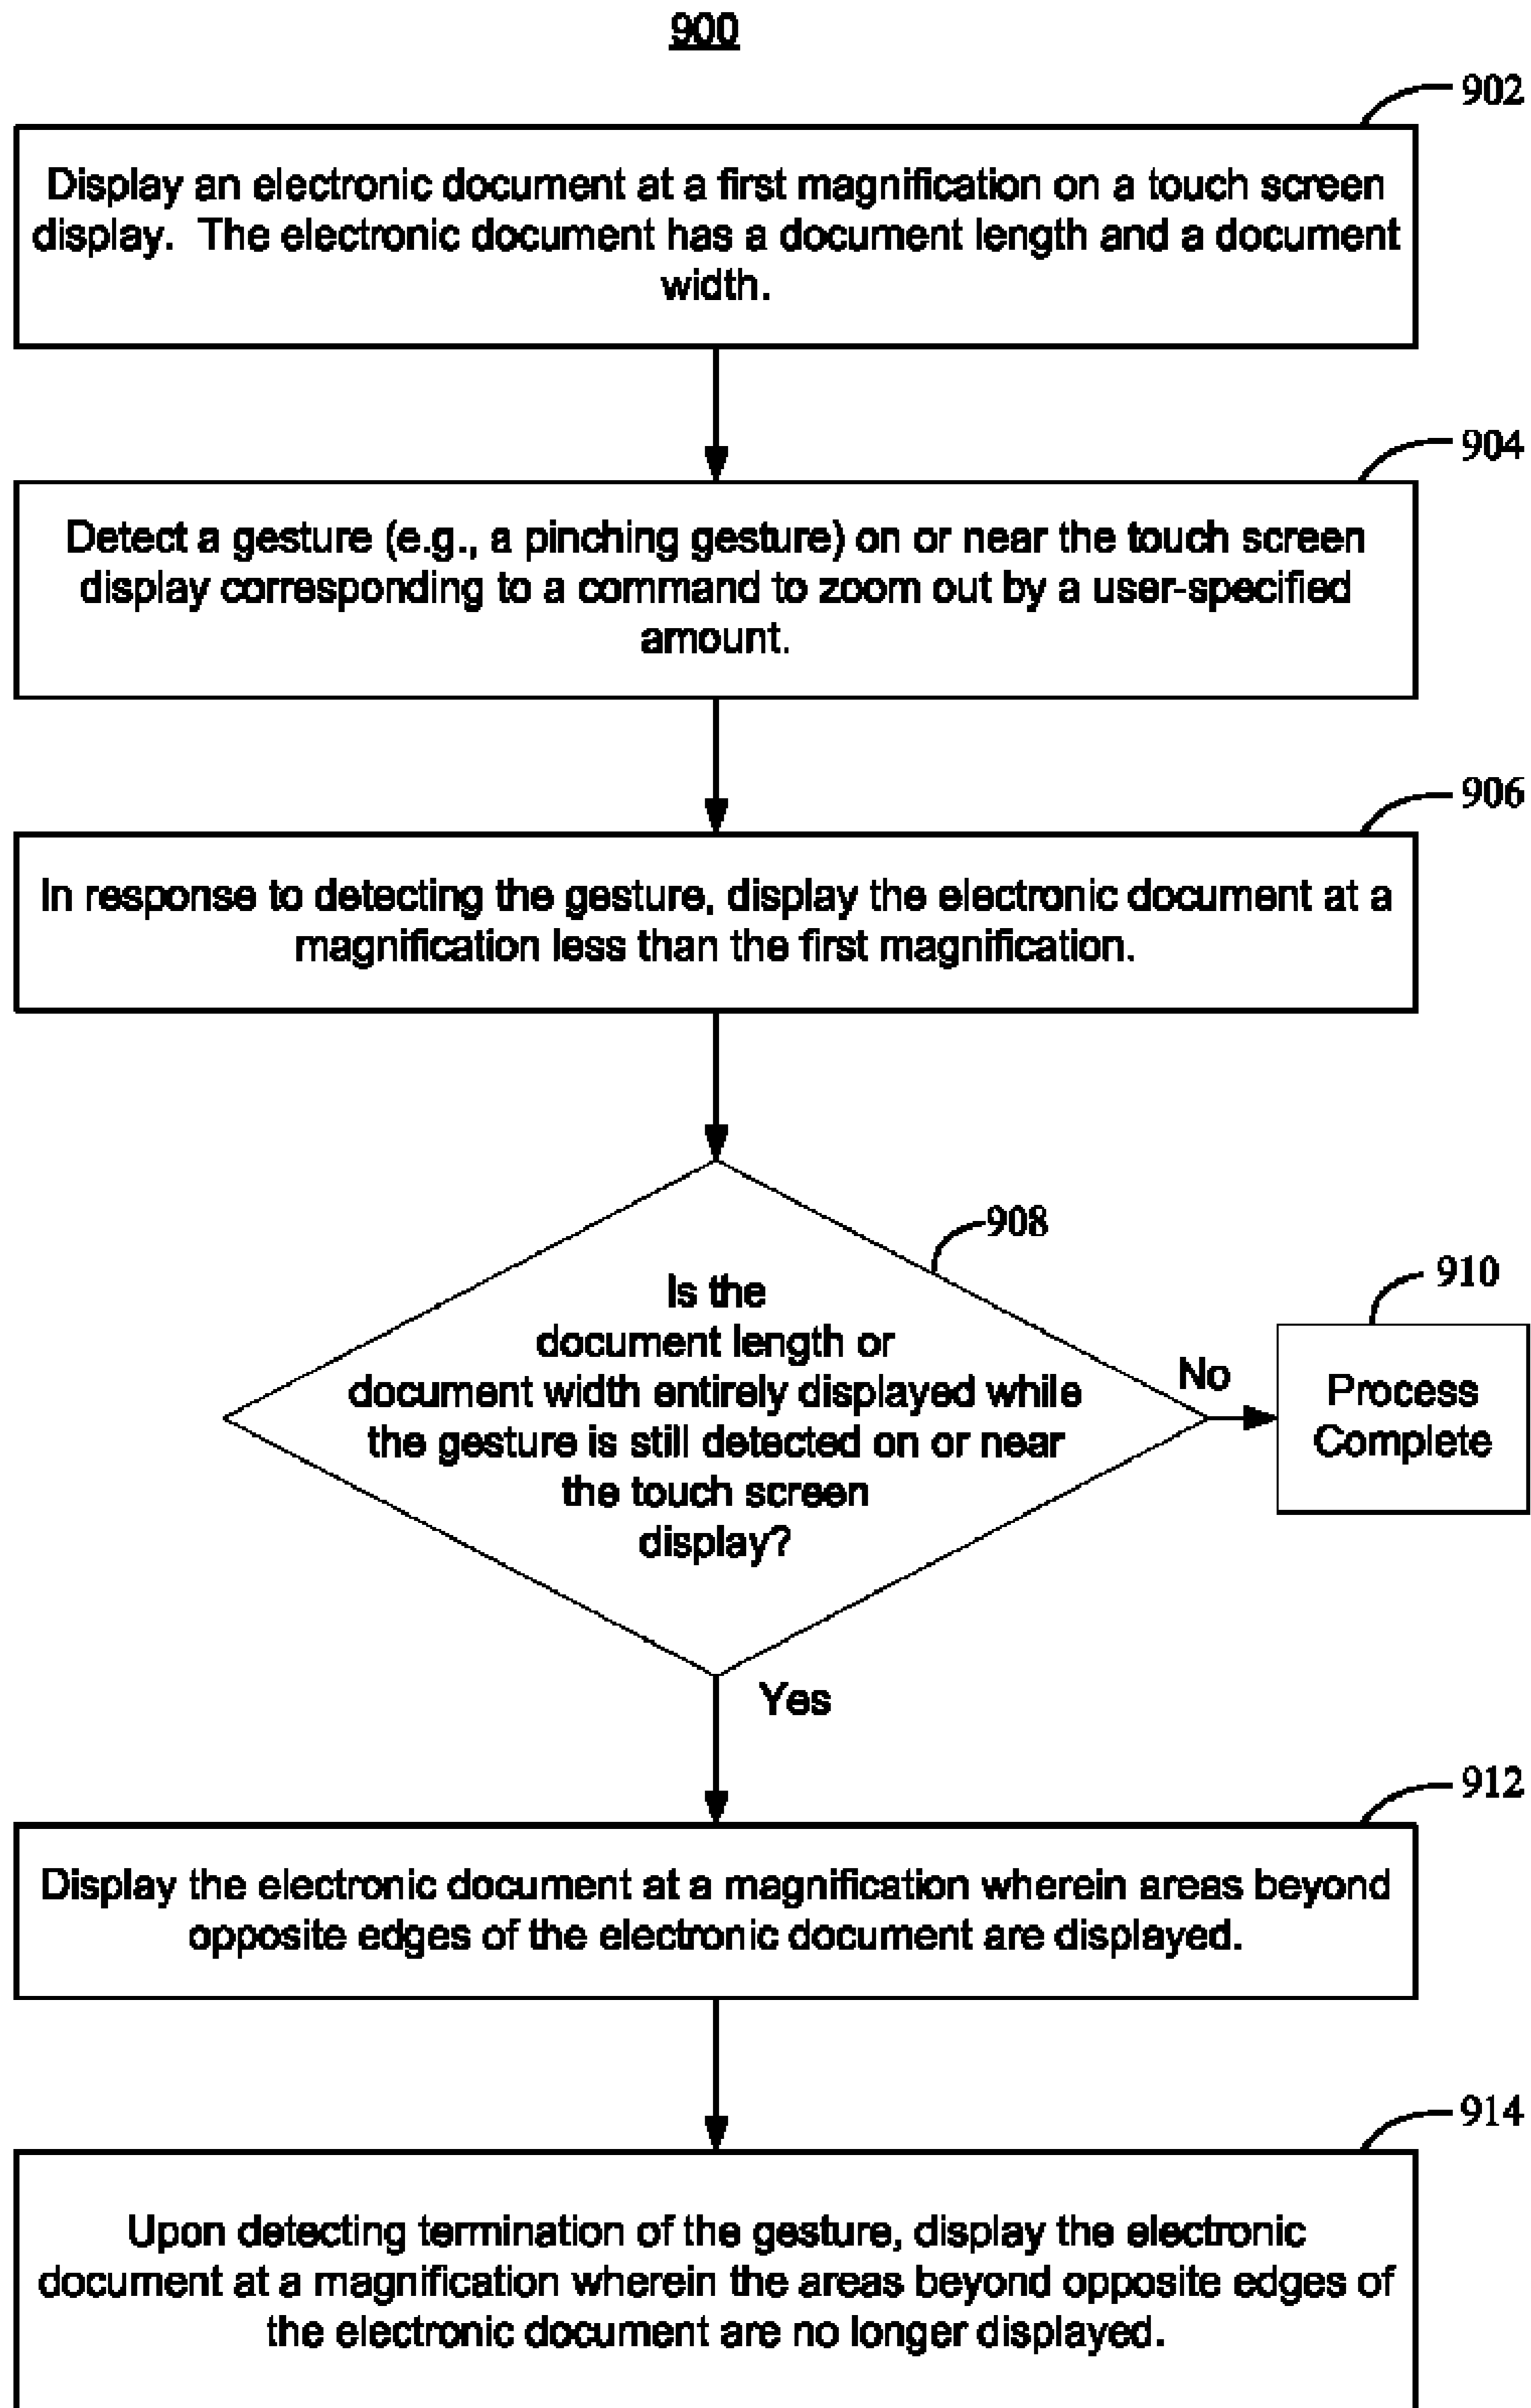 900
902
Display an electronic document at a first magnification on a touch screen
display. The electronic document has a document length and a document
width.
904
Detect a gesture (e.g., a pinching gesture) on or near the touch screen
display corresponding to a command to zoom out by a user-specified
amount.
906
In response to detecting the gesture, display the electronic document at a
magnification less than the first magnification.
908
Is the
document length or
document width entirely displayed while
the gesture is still detected on or near
the touch screen
display?
No
910
Process
Complete
Yes
912
Display the electronic document at a magnification wherein areas beyond
opposite edges of the electronic document are displayed.
914
Upon detecting termination of the gesture, display the electronic
document at a magnification wherein the areas beyond opposite edges of
the electronic document are no longer displayed.